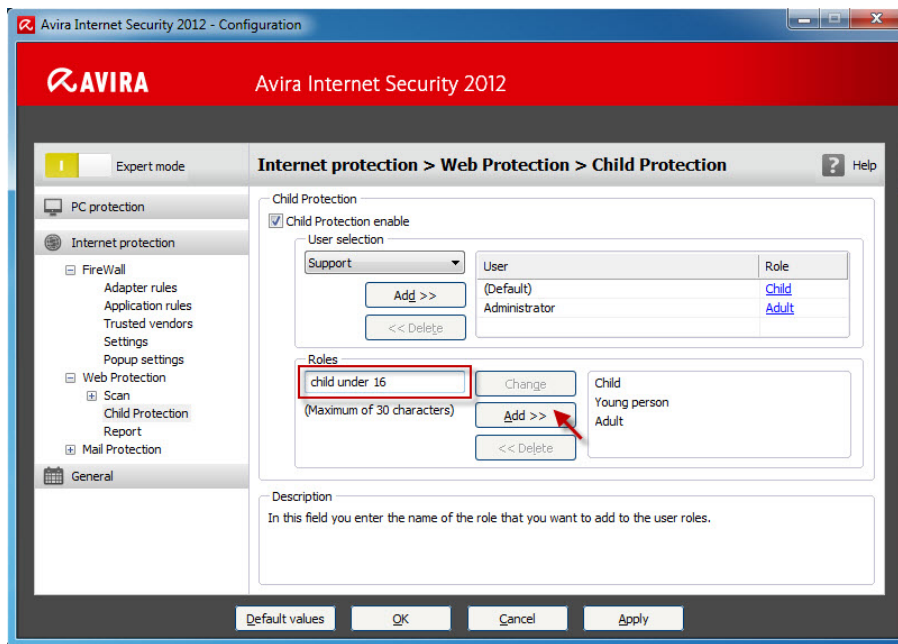 Avira Internet Security 2012 - Configuration
AVIRA
Avira Internet Security 2012
Expert mode
Internet protection > Web Protection > Child Protection
Help
PC protection
Internet protection
FireWall
Adapter rules
Application rules
Trusted vendors
Settings
Popup settings
Web Protection
Scan
Child Protection
Report
Mail Protection
General
Child Protection
Child Protection enable
User selection
Support
Add >>
<< Delete
User Role
(Default) Child
Administrator Adult
Roles
child under 16
(Maximum of 30 characters)
Change
Add >>
<< Delete
Child
Young person
Adult
Description
In this field you enter the name of the role that you want to add to the user roles.
Default values
OK
Cancel
Apply